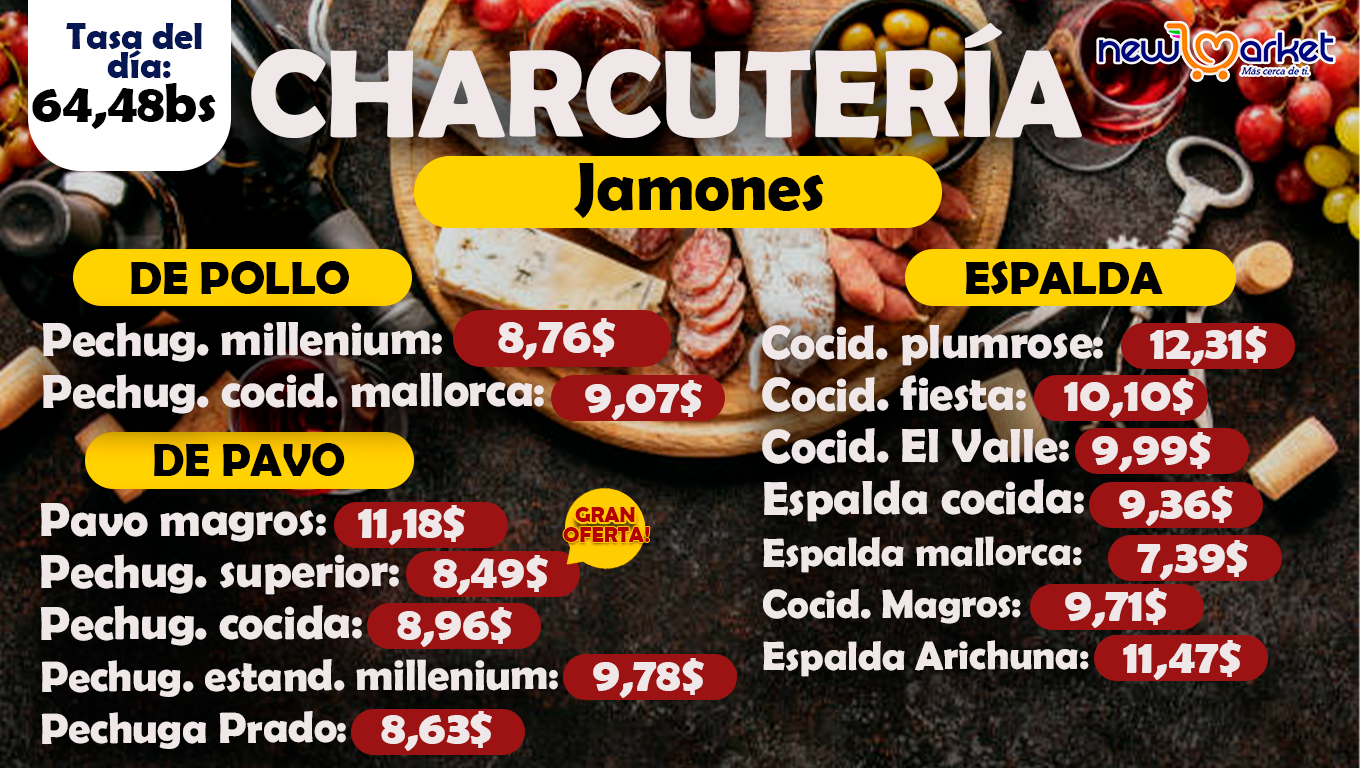 Tasa del
día:
64,48bs
CHARCUTERÍA
new market
Más cerca de ti.
Jamones
DE POLLO
Pechug. millenium: 8,76$
Pechug. cocid. mallorca: 9,07$
DE PAVO
Pavo magros: 11,18$
GRAN
OFERTA!
Pechug. superior: 8,49$
Pechug. cocida: 8,96$
Pechug. estand. millenium: 9,78$
Pechuga Prado: 8,63$
ESPALDA
Cocid. plumrose: 12,31$
Cocid. fiesta: 10,10$
Cocid. El Valle: 9,99$
Espalda cocida: 9,36$
Espalda mallorca: 7,39$
Cocid. Magros: 9,71$
Espalda Arichuna: 11,47$